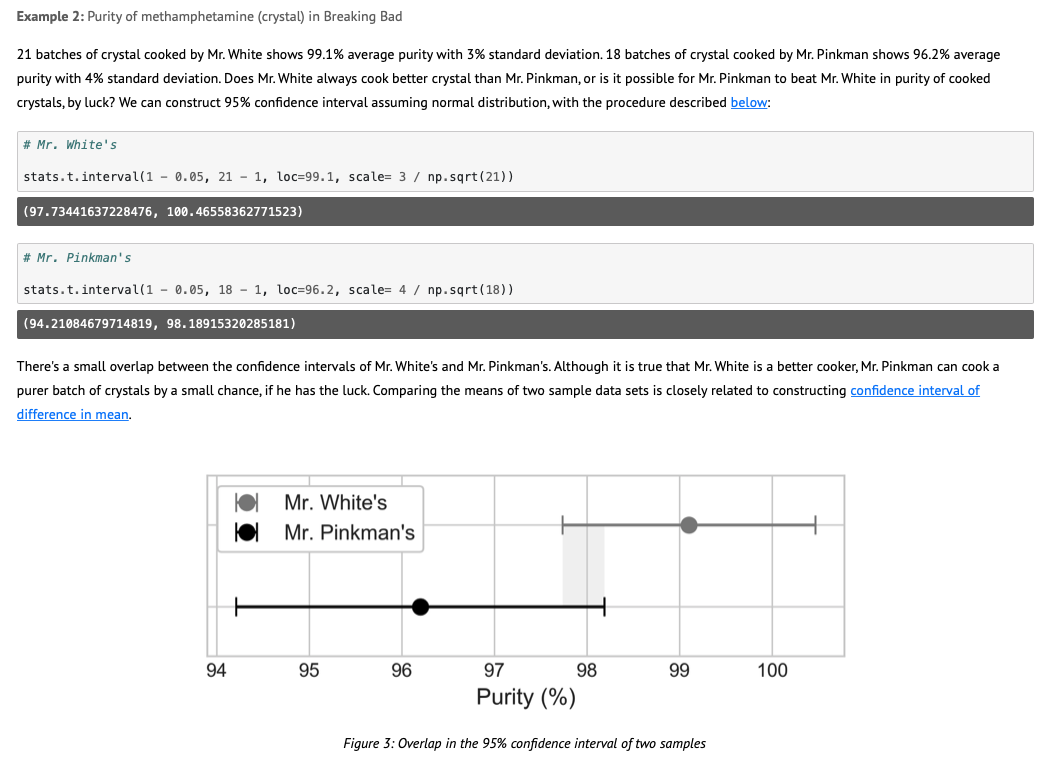 Example 2: Purity of methamphetamine (crystal) in Breaking Bad
21 batches of crystal cooked by Mr. White shows 99.1% average purity with 3% standard deviation. 18 batches of crystal cooked by Mr. Pinkman shows 96.2% average
purity with 4% standard deviation. Does Mr. White always cook better crystal than Mr. Pinkman, or is it possible for Mr. Pinkman to beat Mr. White in purity of cooked
crystals, by luck? We can construct 95% confidence interval assuming normal distribution, with the procedure described below:
# Mr. White's
stats.t.interval(1 - 0.05, 21 - 1, loc=99.1, scale= 3 / np.sqrt(21))
(97.73441637228476, 100.46558362771523)
# Mr. Pinkman's
stats.t.interval(1 - 0.05, 18 - 1, loc=96.2, scale= 4 / np.sqrt(18))
(94.21084679714819, 98.18915320285181)
There's a small overlap between the confidence intervals of Mr. White's and Mr. Pinkman's. Although it is true that Mr. White is a better cooker, Mr. Pinkman can cook a
purer batch of crystals by a small chance, if he has the luck. Comparing the means of two sample data sets is closely related to constructing confidence interval of
difference in mean.
Mr. White's
Mr. Pinkman's
94 95 96 97 98 99 100
Purity (%)
Figure 3: Overlap in the 95% confidence interval of two samples